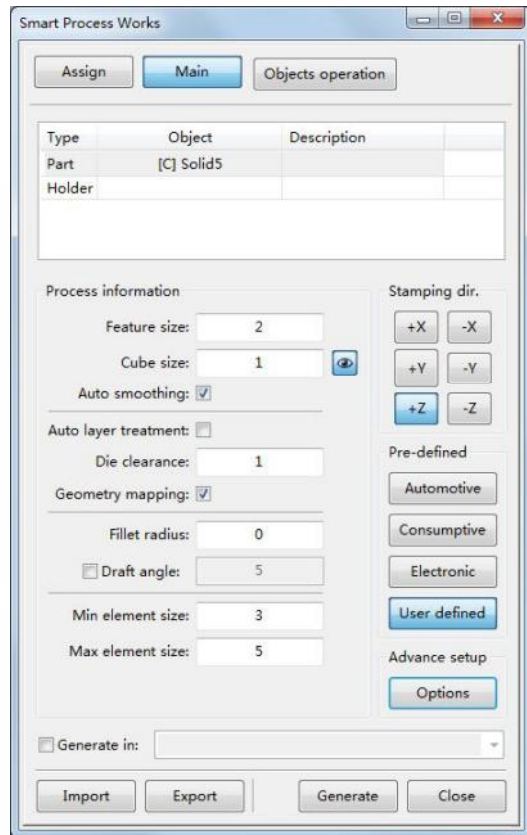 Smart Process Works
Assign Main Objects operation
Type Object Description
Part [C] Solid5
Holder
Process information
Feature size: 2
Cube size: 1
Auto smoothing:
Auto layer treatment:
Die clearance: 1
Geometry mapping:
Fillet radius: 0
Draft angle: 5
Min element size: 3
Max element size: 5
Stamping dir.
+X -X
+Y -Y
+Z -Z
Pre-defined
Automotive
Consumptive
Electronic
User defined
Advance setup
Options
Generate in:
Import Export Generate Close